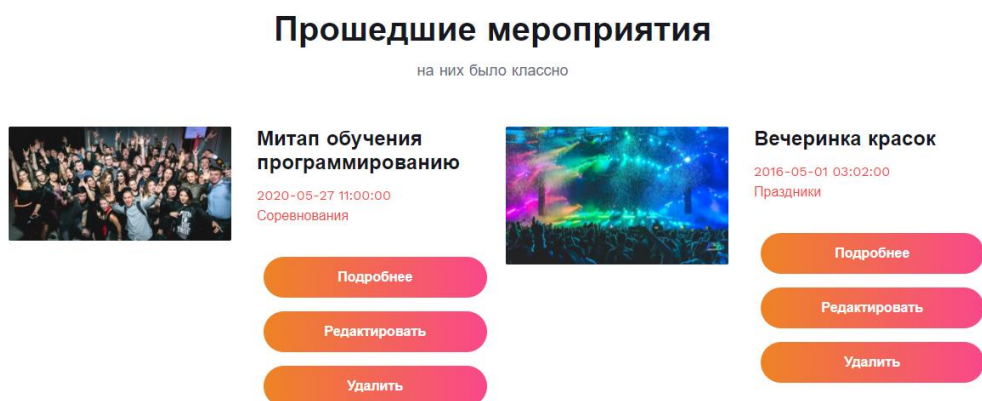 Прошедшие мероприятия
на них было классно
Митап обучения
программированию
2020-05-27 11:00:00
Соревнования
Подробнее
Редактировать
Удалить
Вечеринка красок
2016-05-01 03:02:00
Праздники
Подробнее
Редактировать
Удалить